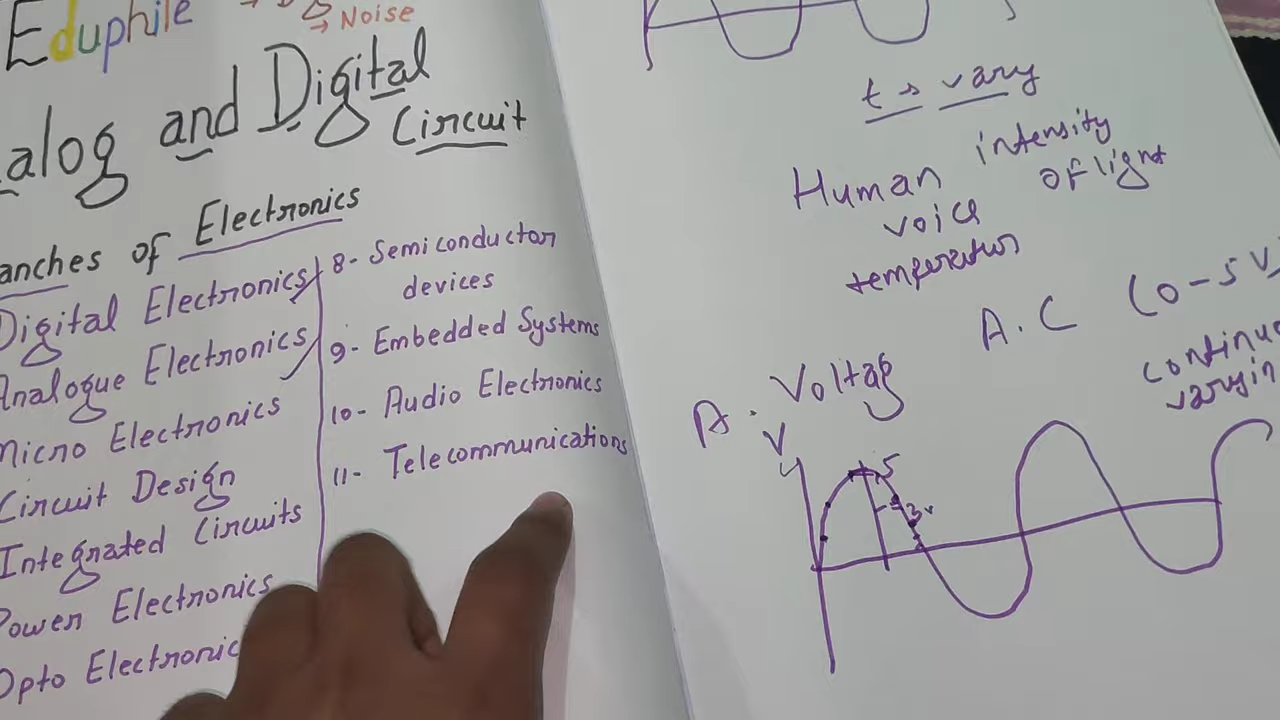 Eduphile
→ Noise
alog and Digital
Circuit
anches of Electronics
Digital Electronics
Analogue Electronics
Micro Electronics
Circuit Design
Integrated Circuits
Power Electronics
Opto Electronic
8- Semiconductor
devices
9- Embedded Systems
10- Audio Electronics
11- Telecommunications
t → vary
Human intensity
of light
voice
temperatur
A.C (0-5V)
continuo
varyin
A. Voltag
V
5
3v